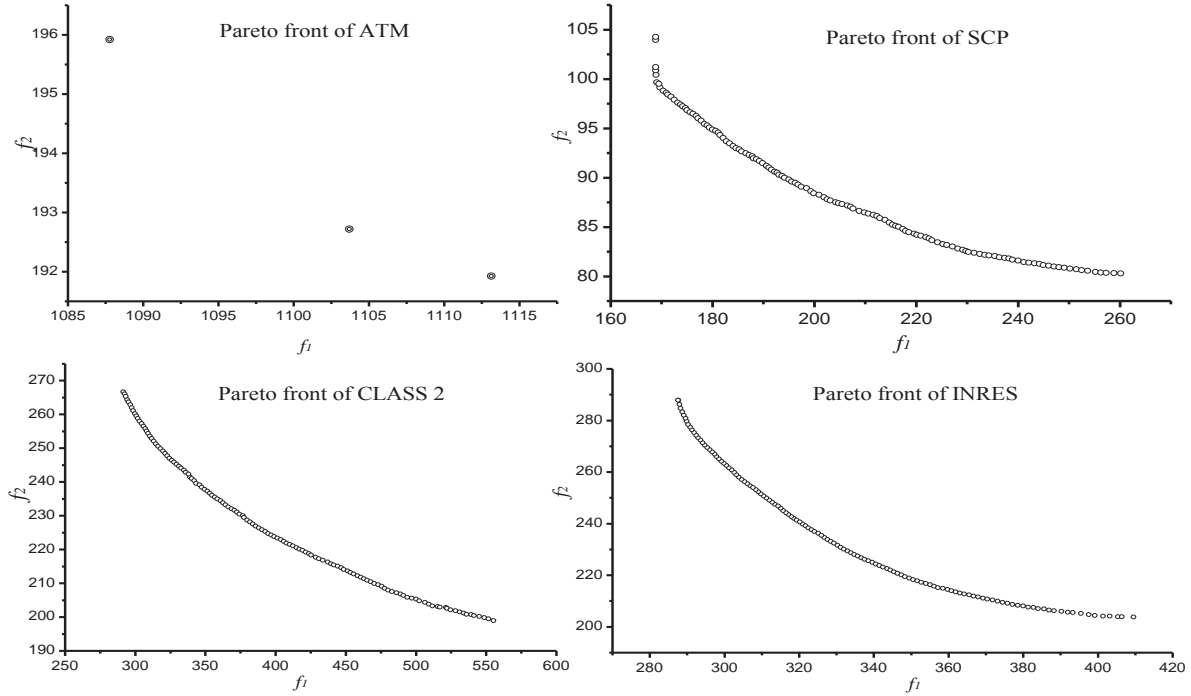 Pareto front of ATM
f2
196
195
194
193
192
1085 1090 1095 1100 1105 1110 1115
f1
Pareto front of SCP
f2
105
100
95
90
85
80
160 180 200 220 240 260
f1
Pareto front of CLASS 2
f2
270
260
250
240
230
220
210
200
190
250 300 350 400 450 500 550 600
f1
Pareto front of INRES
f2
300
280
260
240
220
200
280 300 320 340 360 380 400 420
f1